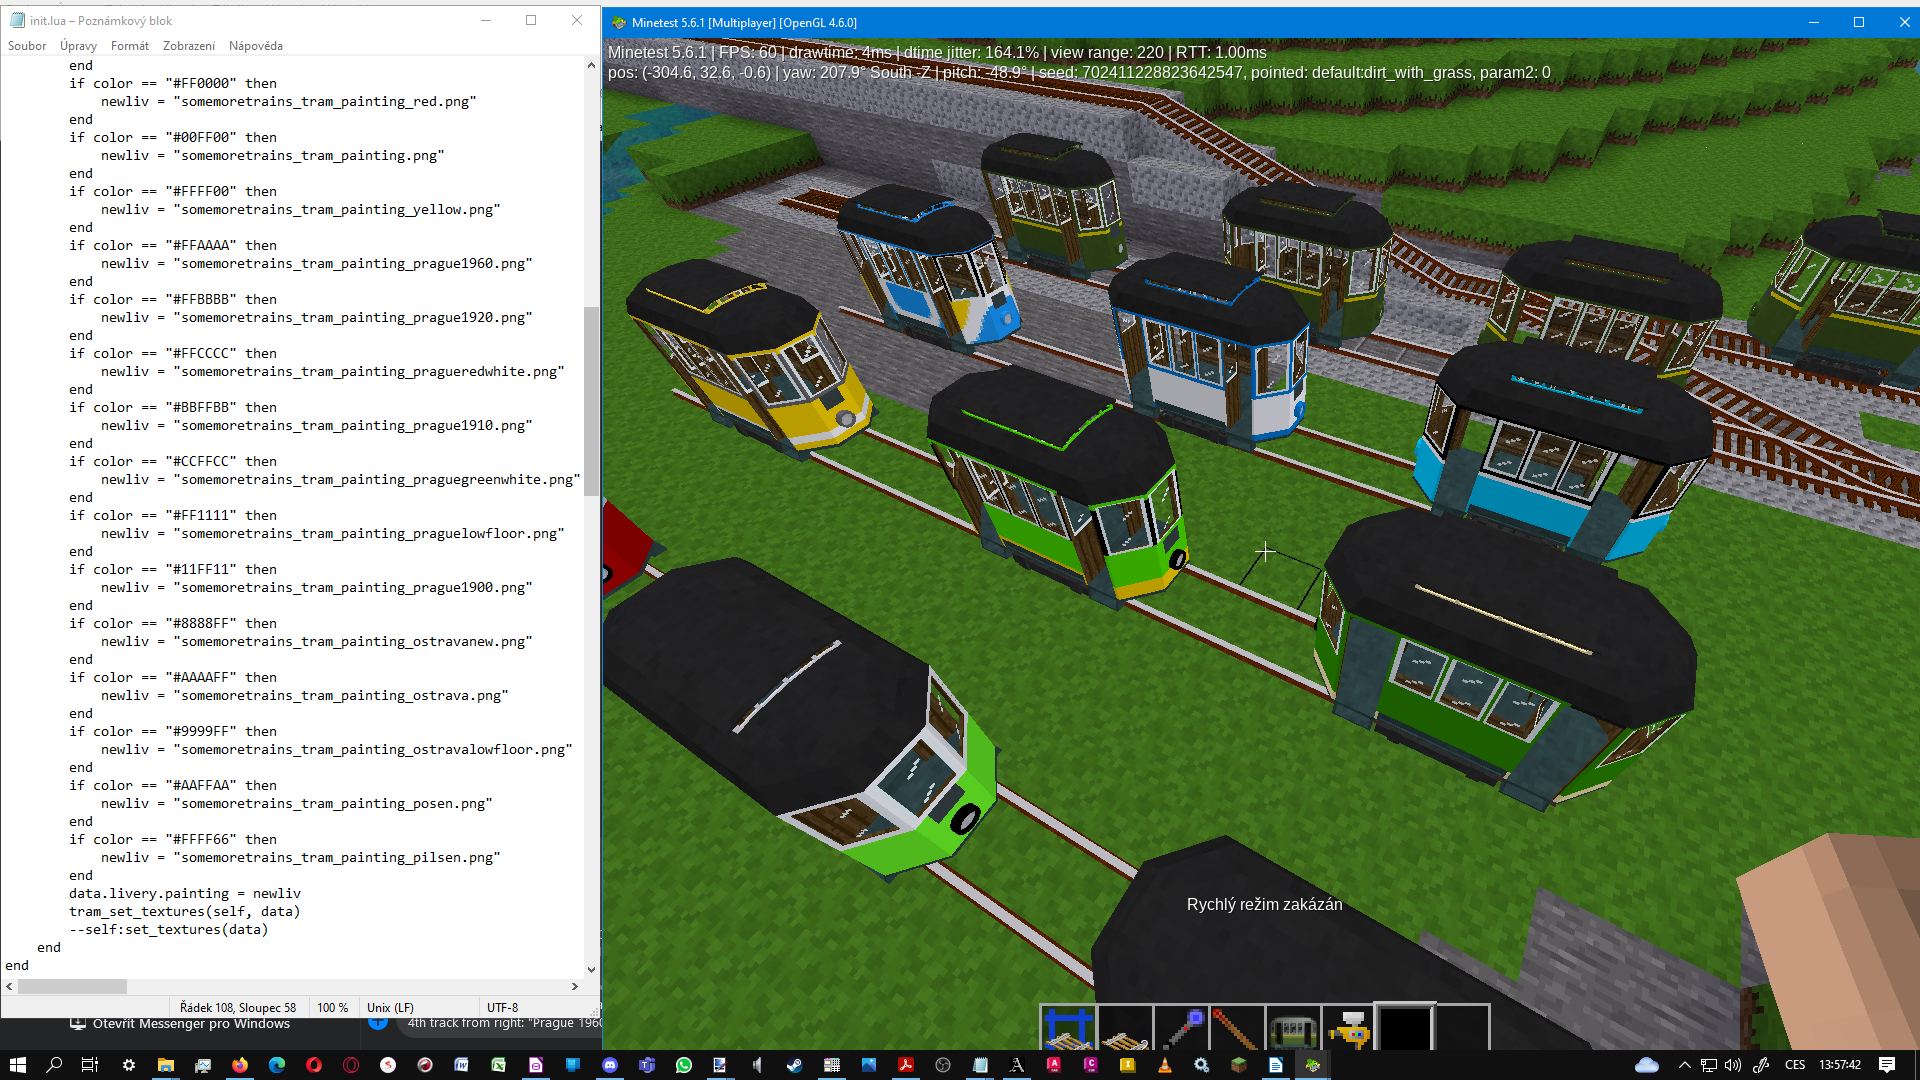 init.lua – Poznámkový blok
Soubor Úpravy Formát Zobrazení Nápověda
end
if color == "#FF0000" then
newliv = "somemoretrains_tram_painting_red.png"
end
if color == "#00FF00" then
newliv = "somemoretrains_tram_painting.png"
end
if color == "#FFFF00" then
newliv = "somemoretrains_tram_painting_yellow.png"
end
if color == "#FFAAAA" then
newliv = "somemoretrains_tram_painting_prague1960.png"
end
if color == "#FFBBBB" then
newliv = "somemoretrains_tram_painting_prague1920.png"
end
if color == "#FFCCCC" then
newliv = "somemoretrains_tram_painting_pragueredwhite.png"
end
if color == "#BBFFBB" then
newliv = "somemoretrains_tram_painting_prague1910.png"
end
if color == "#CCFFCC" then
newliv = "somemoretrains_tram_painting_praguegreenwhite.png"
end
if color == "#FF1111" then
newliv = "somemoretrains_tram_painting_praguelowfloor.png"
end
if color == "#11FF11" then
newliv = "somemoretrains_tram_painting_prague1900.png"
end
if color == "#8888FF" then
newliv = "somemoretrains_tram_painting_ostravanew.png"
end
if color == "#AAAAFF" then
newliv = "somemoretrains_tram_painting_ostrava.png"
end
if color == "#9999FF" then
newliv = "somemoretrains_tram_painting_ostravalowfloor.png"
end
if color == "#AAFFAA" then
newliv = "somemoretrains_tram_painting_posen.png"
end
if color == "#FFFF66" then
newliv = "somemoretrains_tram_painting_pilsen.png"
end
data.livery.painting = newliv
tram_set_textures(self, data)
--self:set_textures(data)
end
end
Řádek 108, Sloupec 58 100 % Unix (LF) UTF-8
Otevřít Messenger pro Windows
4th track from right: "Prague 1960
Minetest 5.6.1 [Multiplayer] [OpenGL 4.6.0]
Minetest 5.6.1 | FPS: 60 | drawtime: 4ms | dtime jitter: 164.1% | view range: 220 | RTT: 1.00ms
pos: (-304.6, 32.6, -0.6) | yaw: 207.9° South -Z | pitch: -48.9° | seed: 702411228823642547, pointed: default:dirt_with_grass, param2: 0
Rychlý režim zakázán
CES 13:57:42